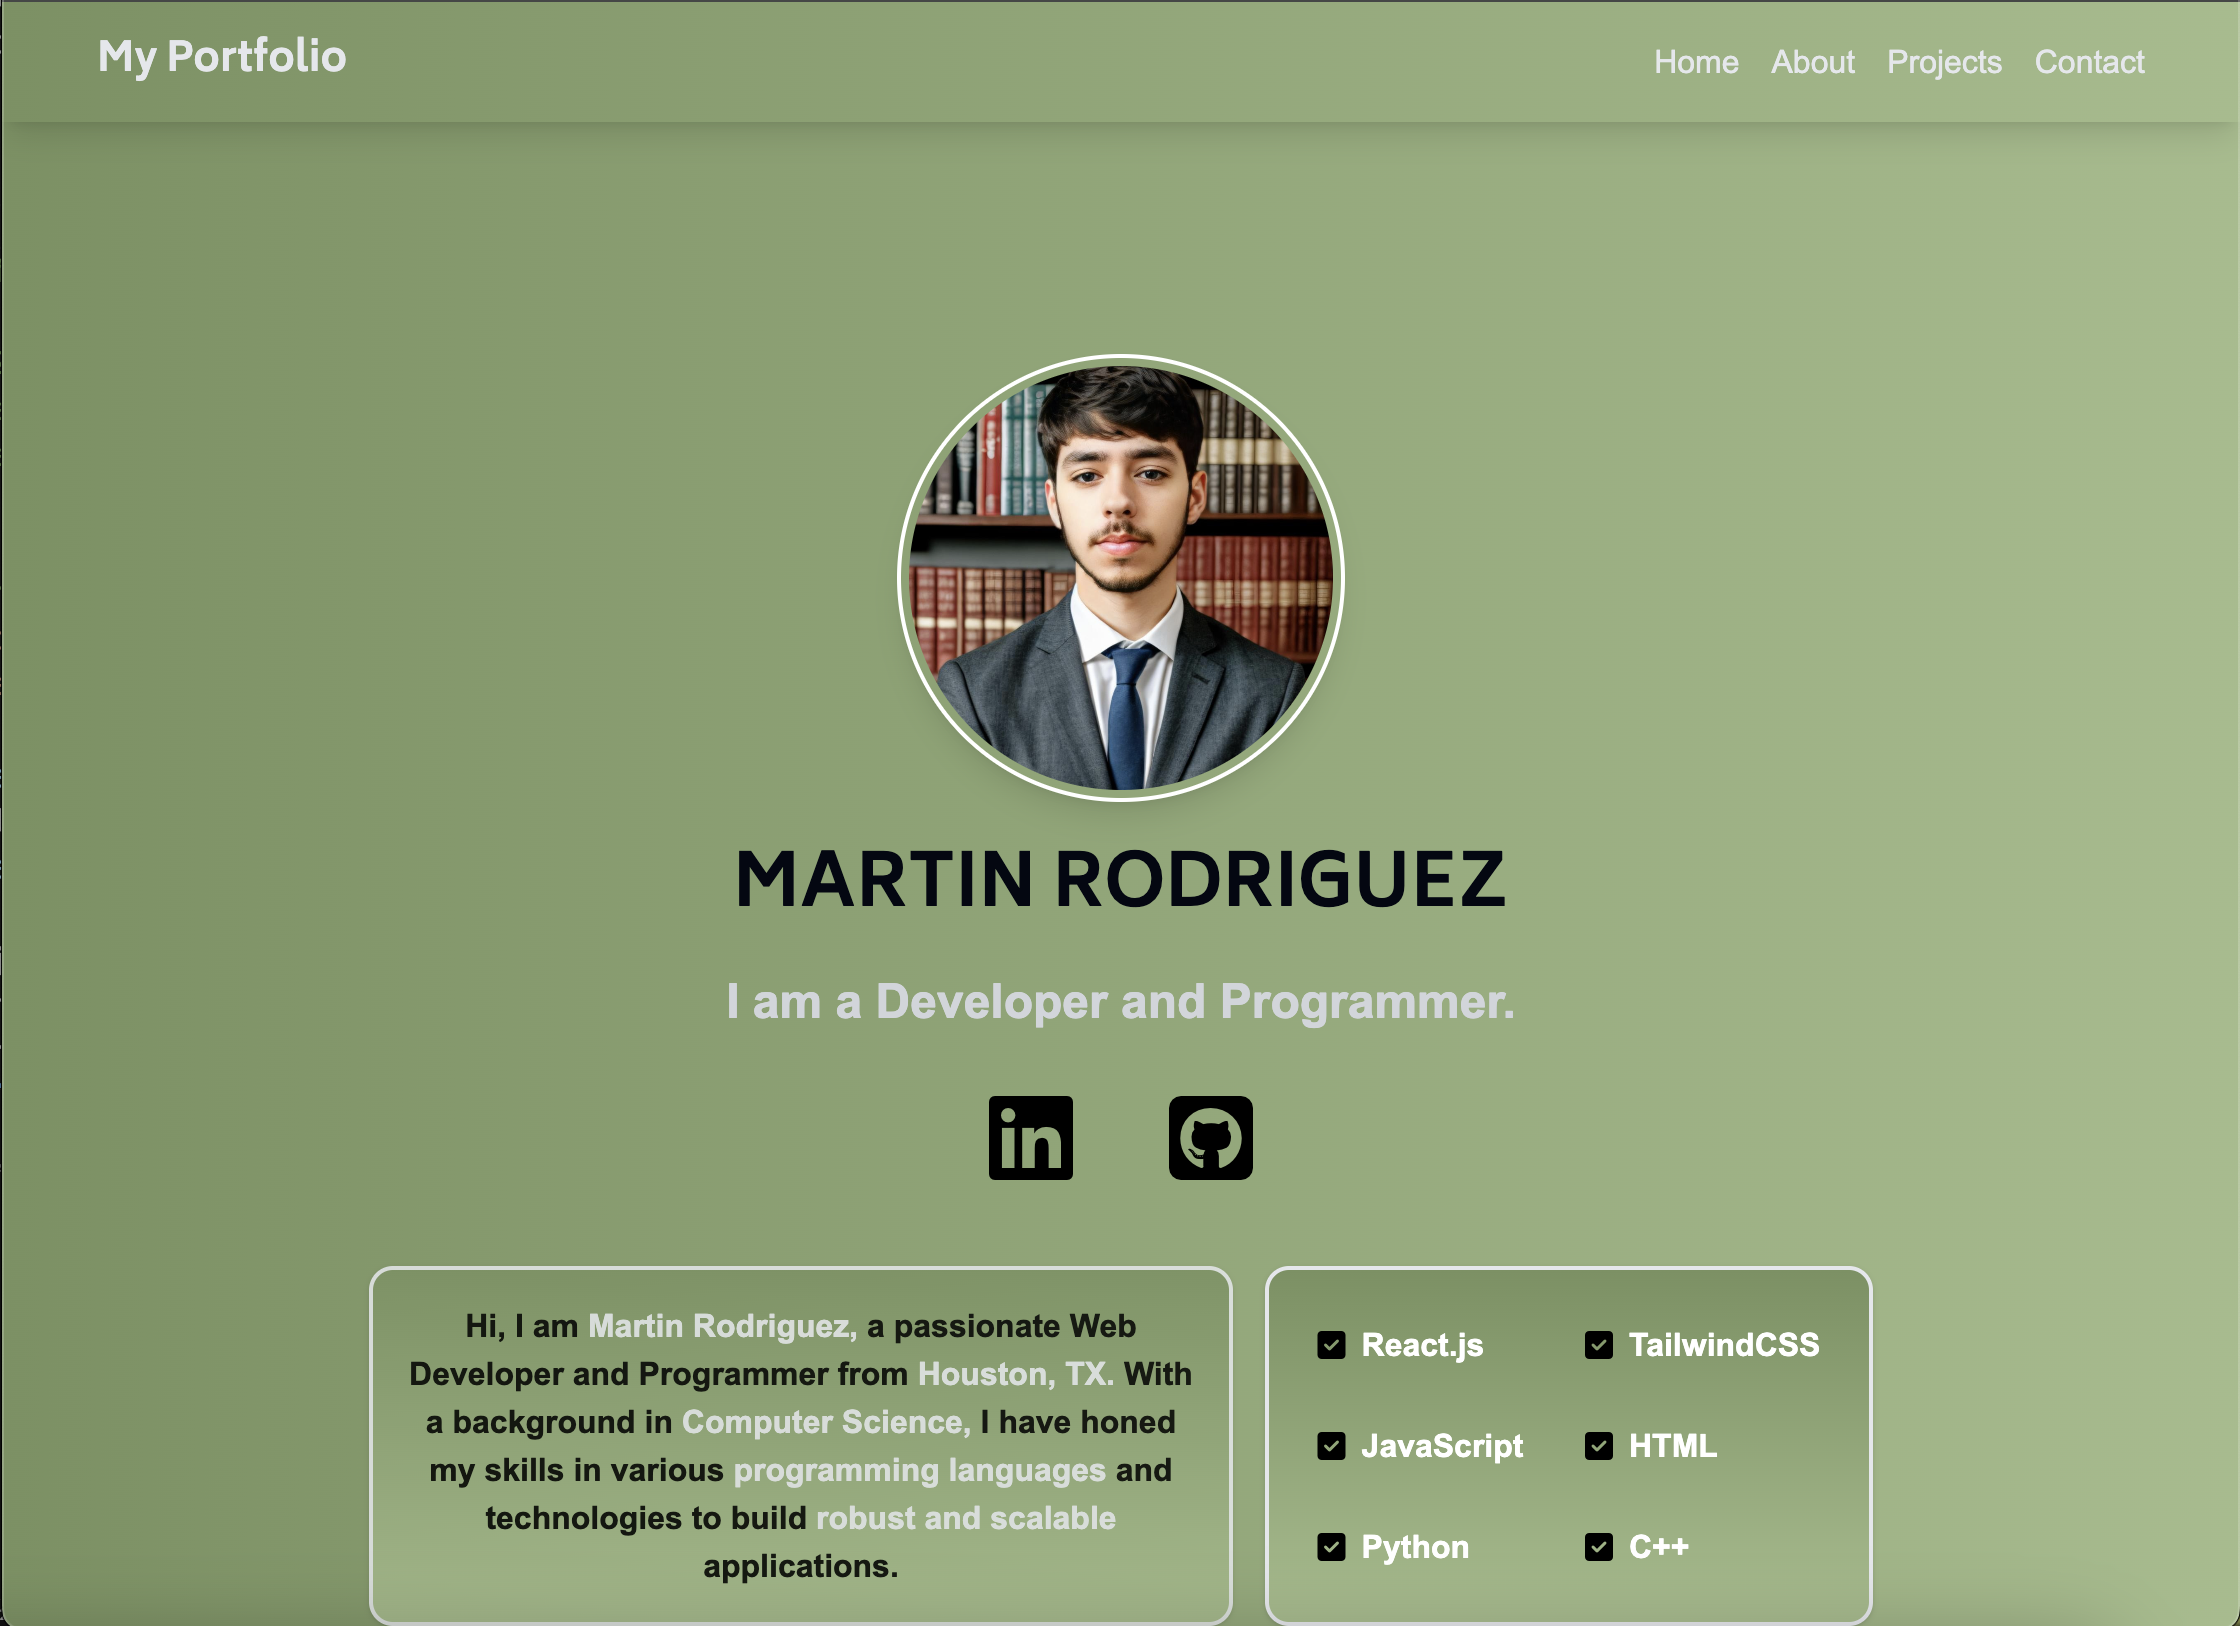 My Portfolio
Home About Projects Contact
MARTIN RODRIGUEZ
I am a Developer and Programmer.
in
Hi, I am Martin Rodriguez, a passionate Web
Developer and Programmer from Houston, TX. With
a background in Computer Science, I have honed
my skills in various programming languages and
technologies to build robust and scalable
applications.
React.js TailwindCSS
JavaScript HTML
Python C++